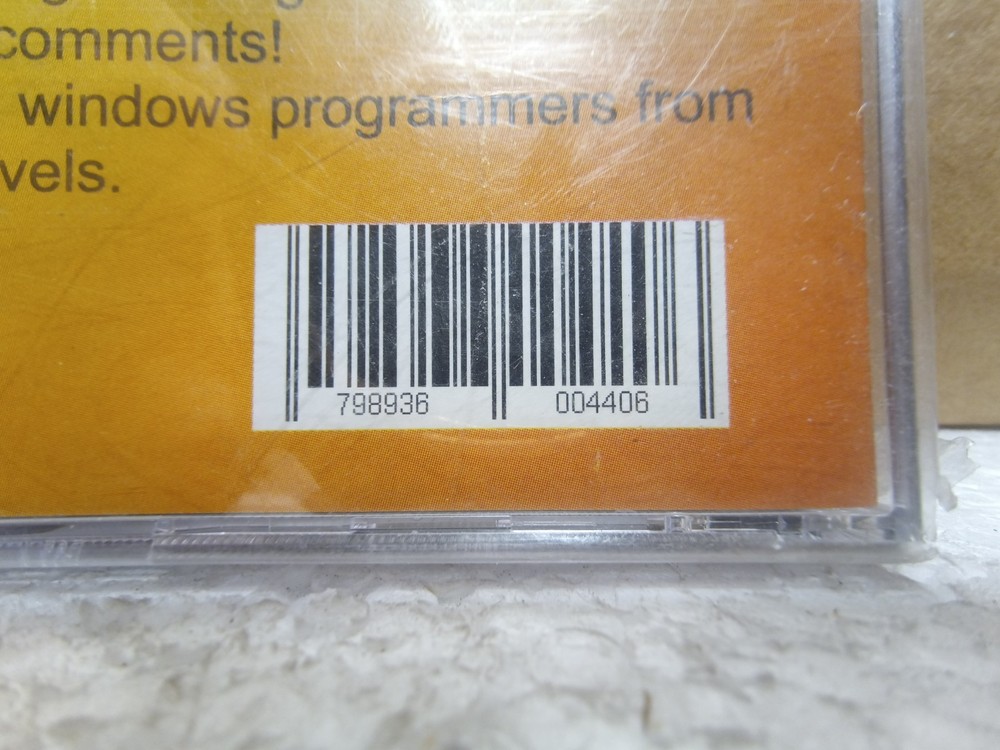 comments!
windows programmers from
vels.
798936 004406